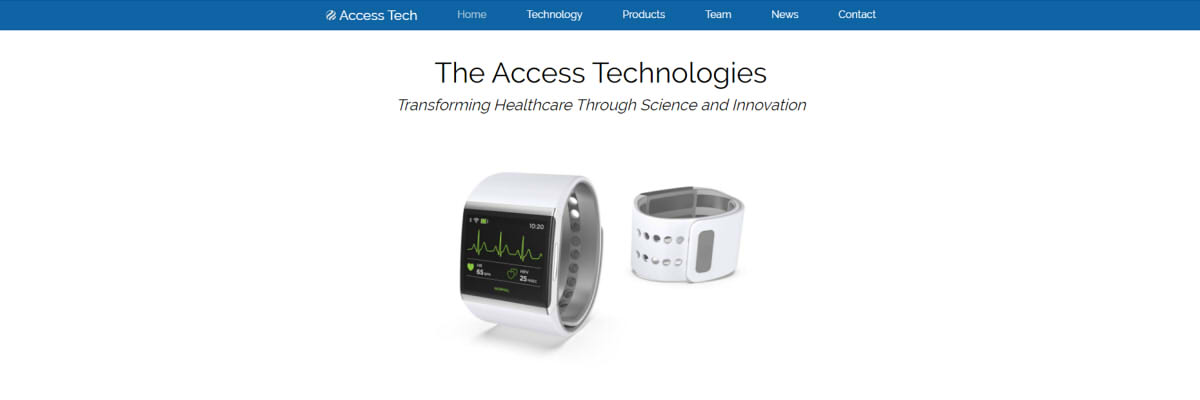 Access Tech Home Technology Products Team News Contact
The Access Technologies
Transforming Healthcare Through Science and Innovation
10:20
HR HRV
65 BPM 25 MSEC
NORMAL